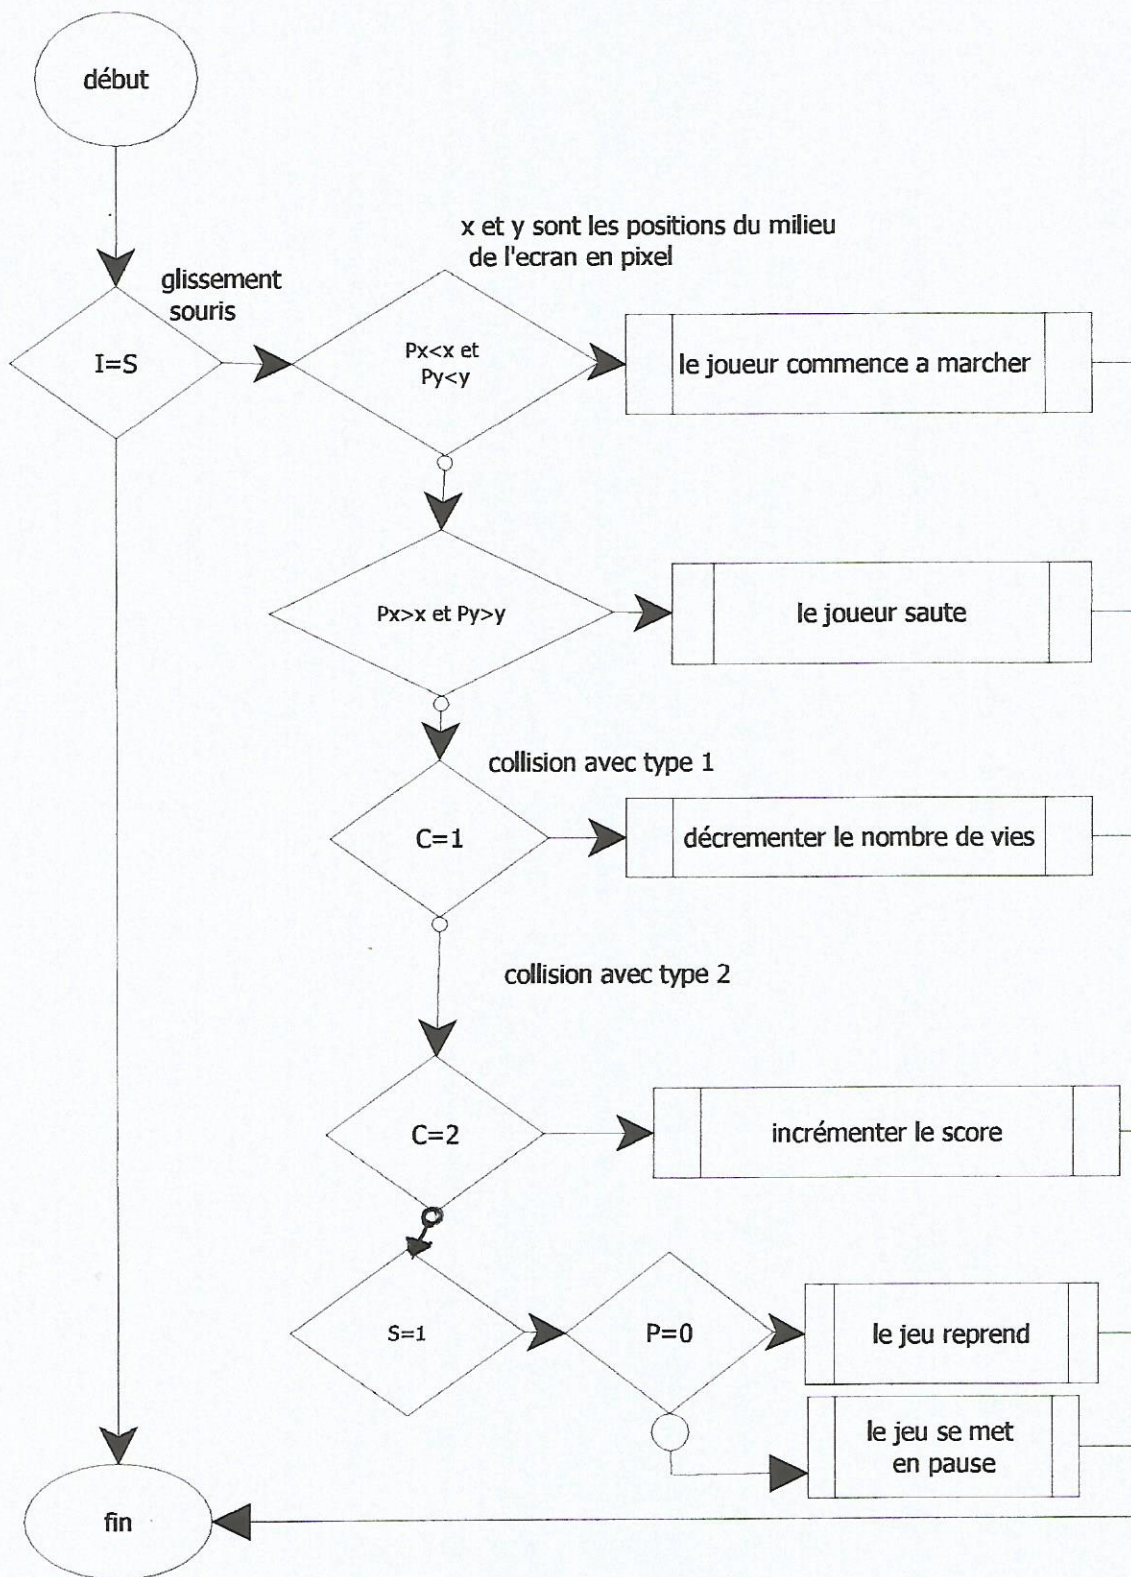 début
x et y sont les positions du milieu
de l'ecran en pixel
glissement
souris
I=S
Px<x et
Py<y
le joueur commence a marcher
Px>x et Py>y
le joueur saute
collision avec type 1
C=1
décrementer le nombre de vies
collision avec type 2
C=2
incrémenter le score
S=1
P=0
le jeu reprend
le jeu se met
en pause
fin